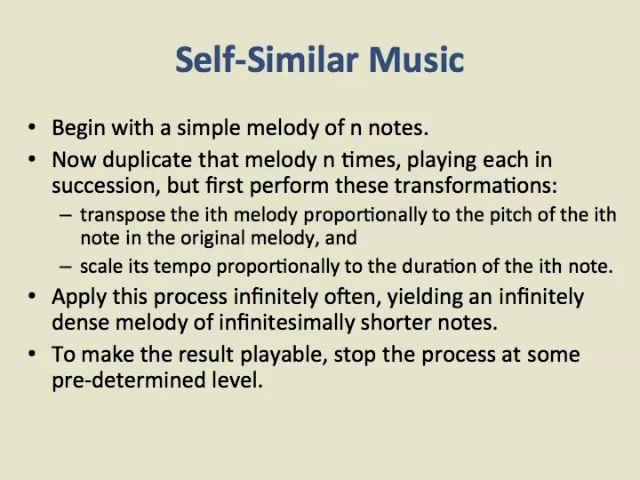 Self-Similar Music
• Begin with a simple melody of n notes.
• Now duplicate that melody n times, playing each in
succession, but first perform these transformations:
– transpose the ith melody proportionally to the pitch of the ith
note in the original melody, and
– scale its tempo proportionally to the duration of the ith note.
• Apply this process infinitely often, yielding an infinitely
dense melody of infinitesimally shorter notes.
• To make the result playable, stop the process at some
pre-determined level.